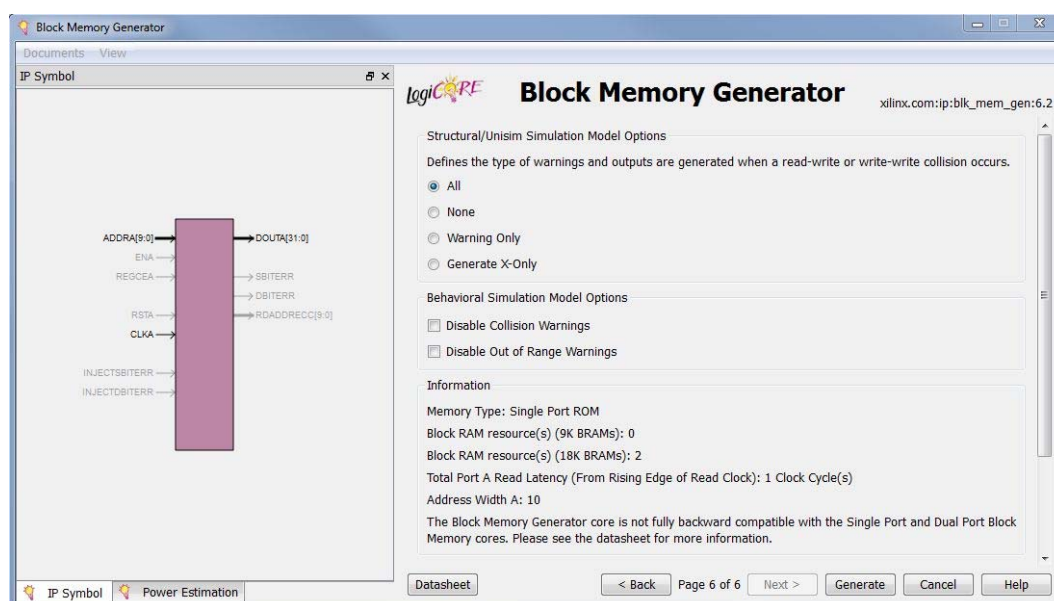 Block Memory Generator
Documents View
IP Symbol
ADDRA[9:0]
ENA
REGCEA
RSTA
CLKA
INJECTSBITERR
INJECTDBITERR
DOUTA[31:0]
SBITERR
DBITERR
RDADDRECC[9:0]
IP Symbol Power Estimation
LogiCORE
Block Memory Generator
xilinx.com:ip:blk_mem_gen:6.2
Structural/Unisim Simulation Model Options
Defines the type of warnings and outputs are generated when a read-write or write-write collision occurs.
All
None
Warning Only
Generate X-Only
Behavioral Simulation Model Options
Disable Collision Warnings
Disable Out of Range Warnings
Information
Memory Type: Single Port ROM
Block RAM resource(s) (9K BRAMs): 0
Block RAM resource(s) (18K BRAMs): 2
Total Port A Read Latency (From Rising Edge of Read Clock): 1 Clock Cycle(s)
Address Width A: 10
The Block Memory Generator core is not fully backward compatible with the Single Port and Dual Port Block
Memory cores. Please see the datasheet for more information.
Datasheet < Back Page 6 of 6 Next > Generate Cancel Help